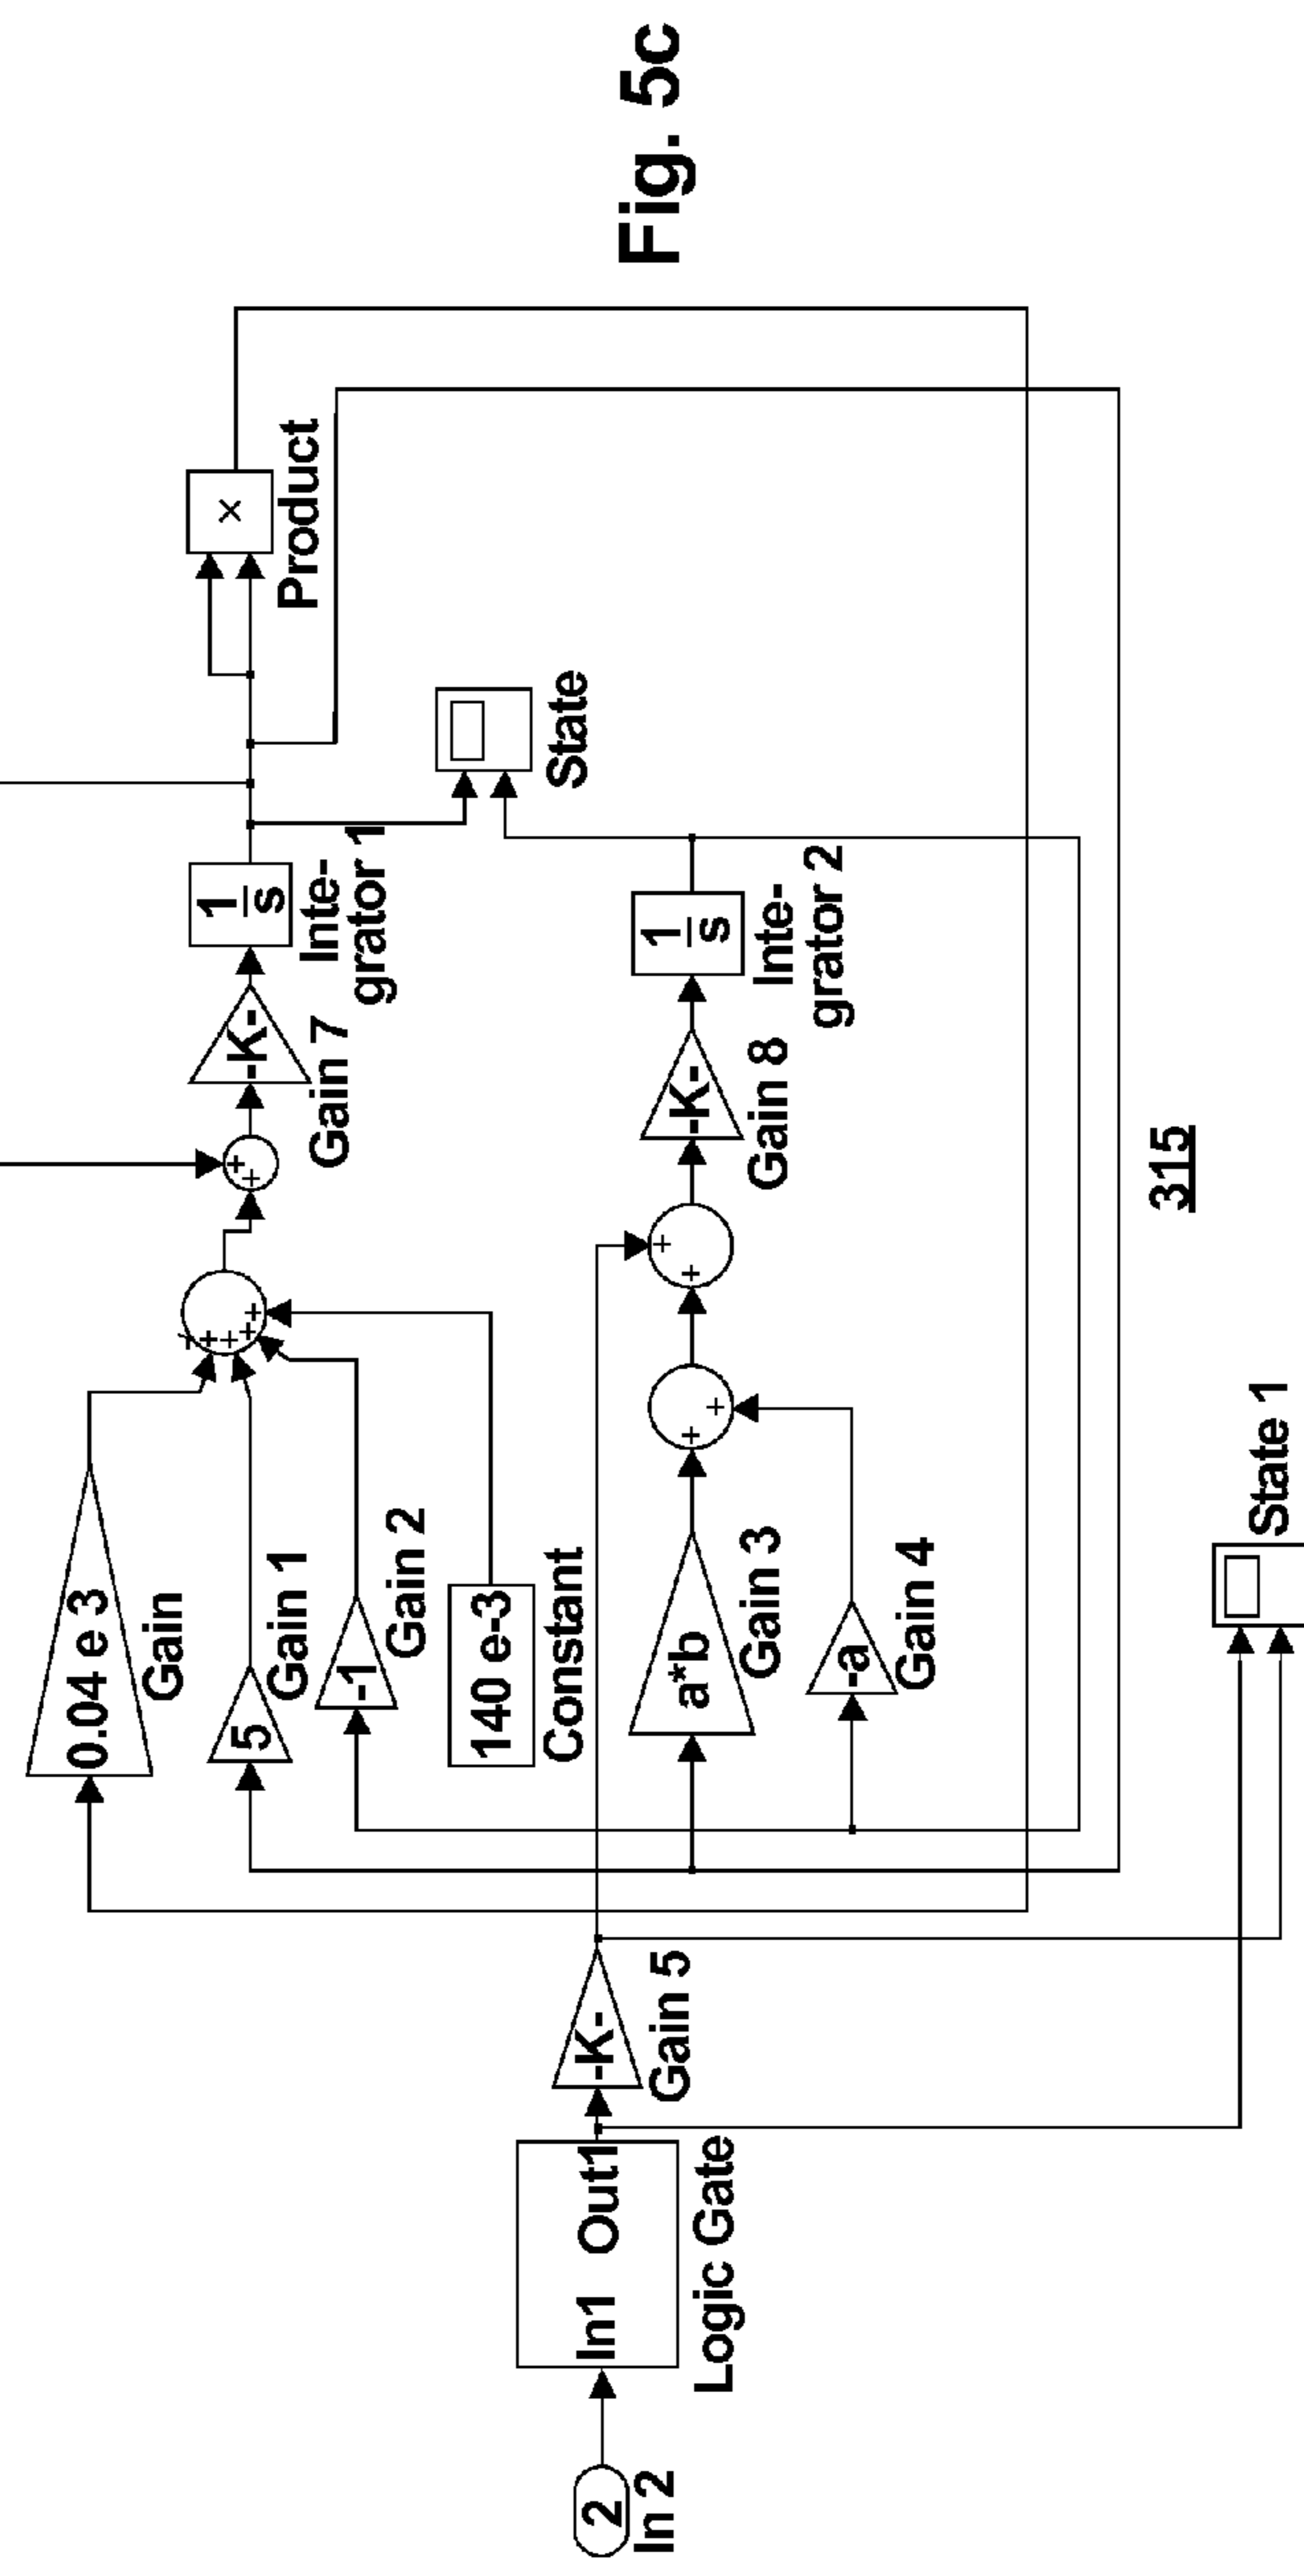 0.04 e 3
Gain
5
Gain 1
-1
Gain 2
140 e-3
Constant
+
+
+
+
+
+
+
-K-
Gain 7
1
s
Inte-
grator 1
×
Product
State
2
In 2
In1 Out1
Logic Gate
-K-
Gain 5
a*b
Gain 3
-a
Gain 4
+
+
+
+
-K-
Gain 8
1
s
Inte-
grator 2
State 1
315
Fig. 5c